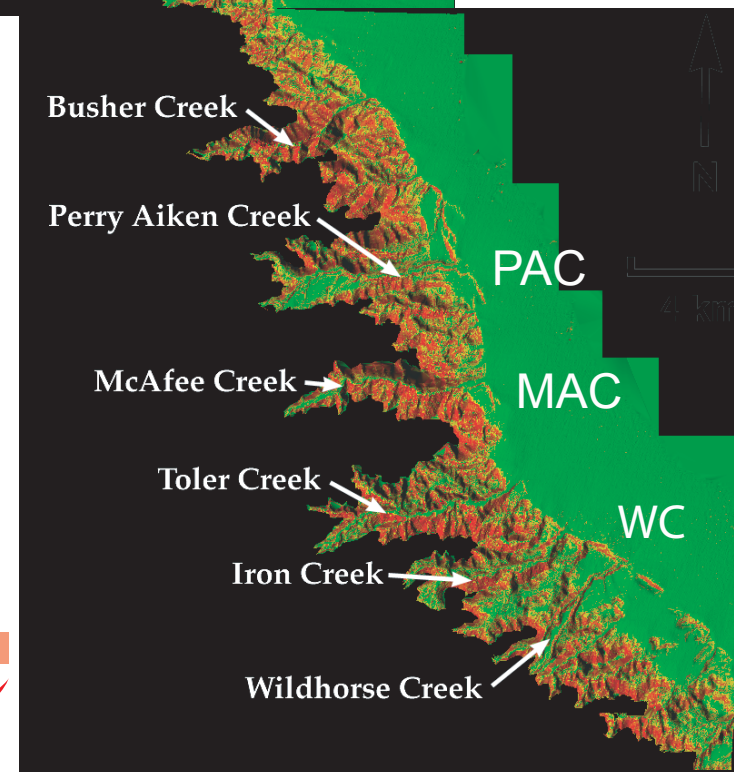 N
Busher Creek
Perry Aiken Creek
PAC
4 km
McAfee Creek
MAC
Toler Creek
WC
Iron Creek
Wildhorse Creek